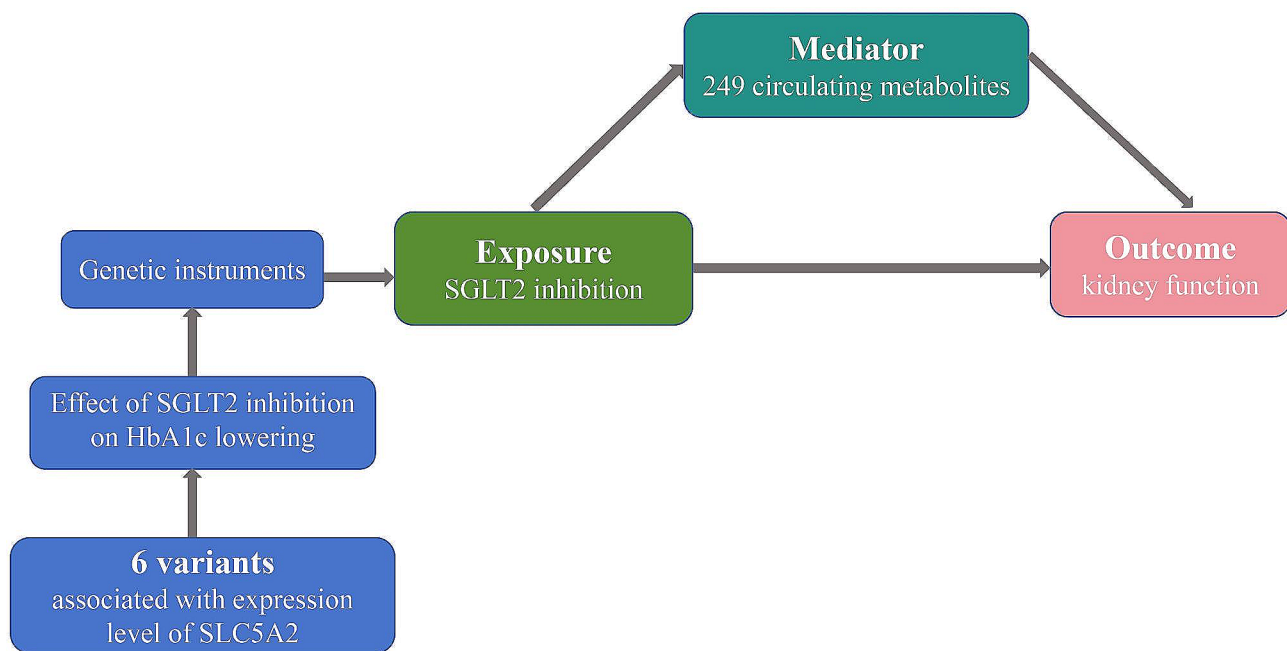 Mediator
249 circulating metabolites
Genetic instruments
Exposure
SGLT2 inhibition
Outcome
kidney function
Effect of SGLT2 inhibition
on HbA1c lowering
6 variants
associated with expression
level of SLC5A2